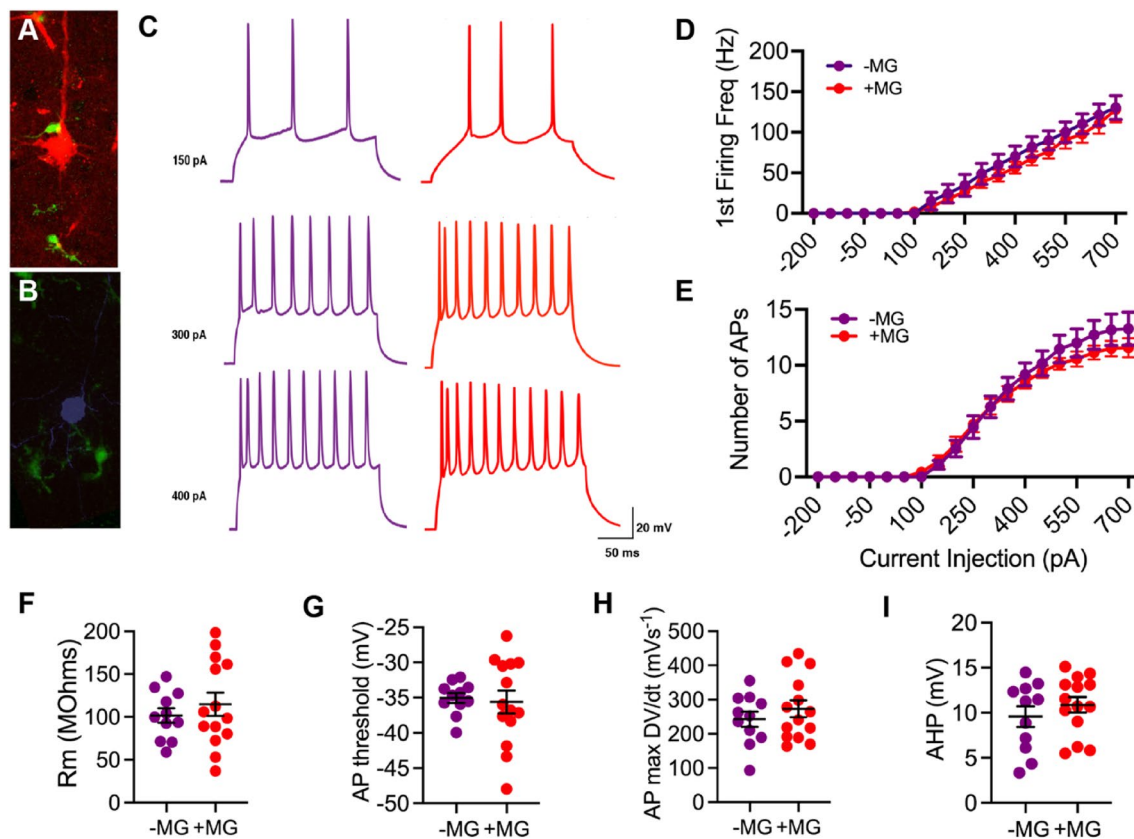 A
B
C
150 pA
300 pA
400 pA
20 mV
50 ms
D
1st Firing Freq (Hz)
200
150
100
50
0
-MG
+MG
-200
-50
100
250
400
550
700
E
Number of APs
15
10
5
0
-MG
+MG
-200
-50
100
250
400
550
700
Current Injection (pA)
F
Rm (MOhms)
200
150
100
50
0
-MG +MG
G
AP threshold (mV)
-25
-30
-35
-40
-45
-50
-MG +MG
H
AP max DV/dt (mVs⁻¹)
500
400
300
200
100
0
-MG +MG
I
AHP (mV)
20
15
10
5
0
-MG +MG